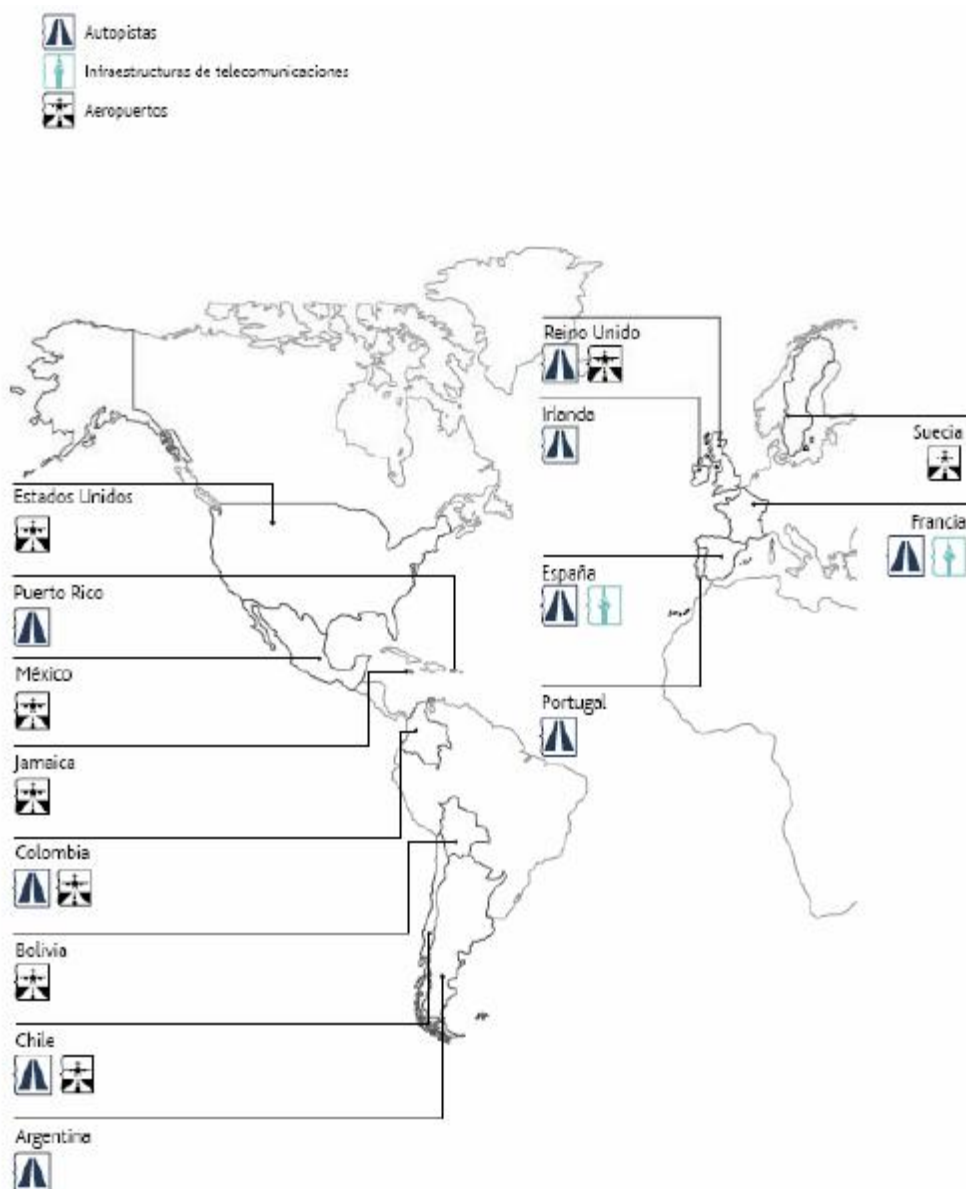 Autopistas
Infraestructuras de telecomunicaciones
Aeropuertos
Reino Unido
Irlanda
Suecia
Estados Unidos
Francia
España
Puerto Rico
México
Portugal
Jamaica
Colombia
Bolivia
Chile
Argentina